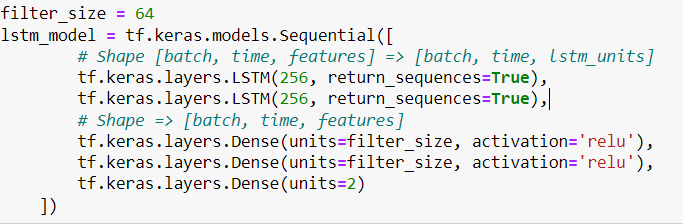 filter_size = 64
lstm_model = tf.keras.models.Sequential([
        # Shape [batch, time, features] => [batch, time, lstm_units]
        tf.keras.layers.LSTM(256, return_sequences=True),
        tf.keras.layers.LSTM(256, return_sequences=True),
        # Shape => [batch, time, features]
        tf.keras.layers.Dense(units=filter_size, activation='relu'),
        tf.keras.layers.Dense(units=filter_size, activation='relu'),
        tf.keras.layers.Dense(units=2)
    ])